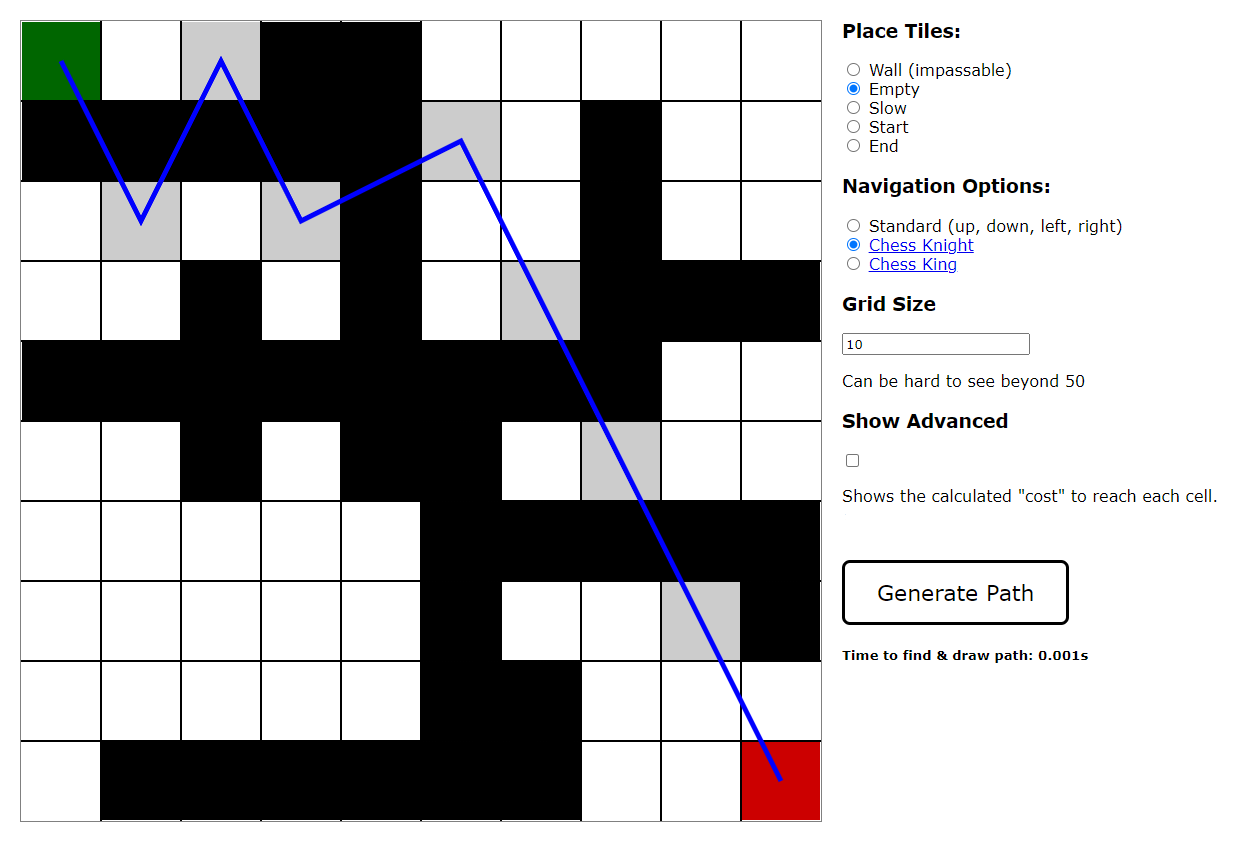 Place Tiles:
Wall (impassable)
Empty
Slow
Start
End
Navigation Options:
Standard (up, down, left, right)
Chess Knight
Chess King
Grid Size
10
Can be hard to see beyond 50
Show Advanced
Shows the calculated "cost" to reach each cell.
Generate Path
Time to find & draw path: 0.001s